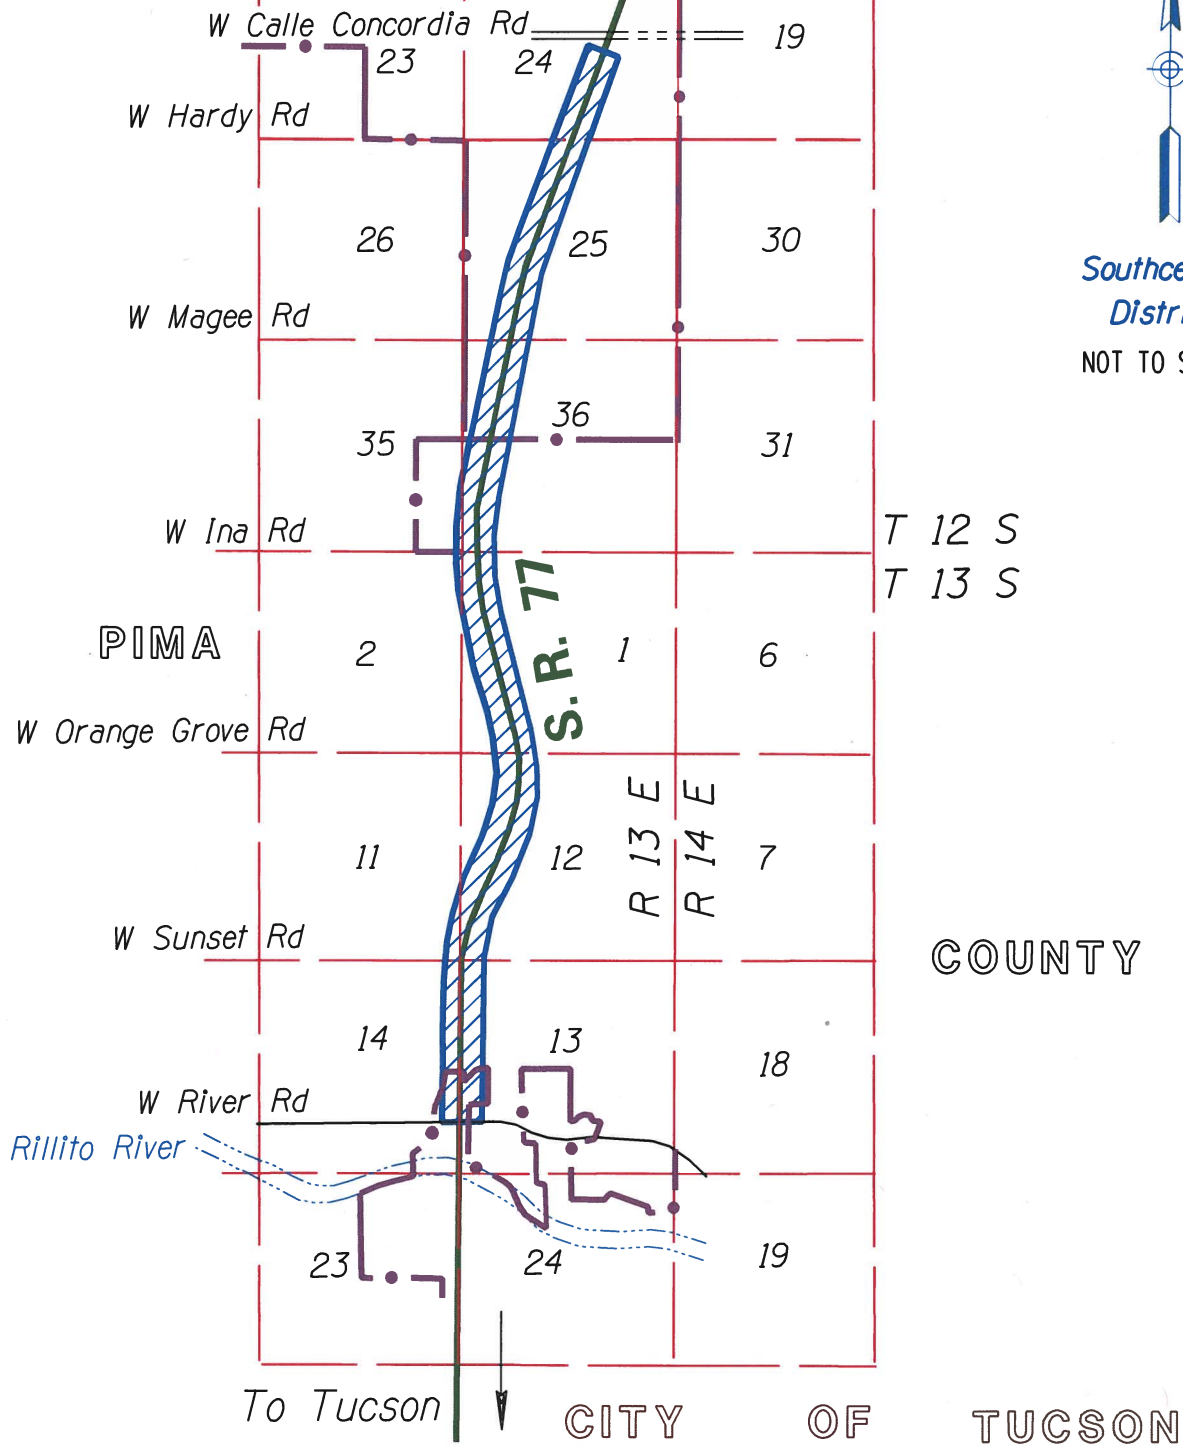 W Calle Concordia Rd
19
23
24
W Hardy Rd
26
25
30
Distri
W Magee Rd
NOT TO S
36
35
31
W Ina Rd
T 12 S
T 13 S
S. R. 77
PIMA
2
1
6
W Orange Grove Rd
R 13 E
R 14 E
11
12
7
W Sunset Rd
COUNTY
14
13
18
W River Rd
Rillito River
23
24
19
To Tucson
CITY OF TUCSON